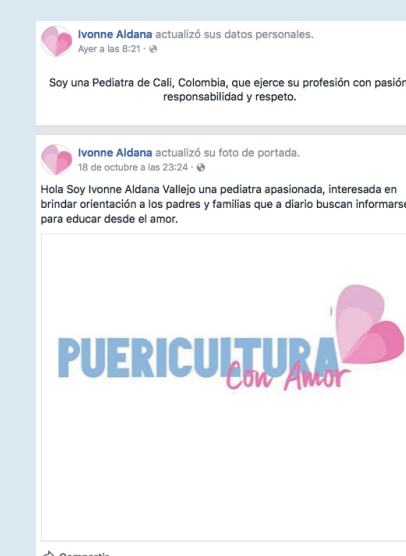 Ivonne Aldana actualizó sus datos personales.
Ayer a las 8:21 ·
Soy una Pediatra de Cali, Colombia, que ejerce su profesión con pasión
responsabilidad y respeto.
Ivonne Aldana actualizó su foto de portada.
18 de octubre a las 23:24 ·
Hola Soy Ivonne Aldana Vallejo una pediatra apasionada, interesada en
brindar orientación a los padres y familias que a diario buscan informarse
para educar desde el amor.
PUERICULTURA
Con Amor
Compartir